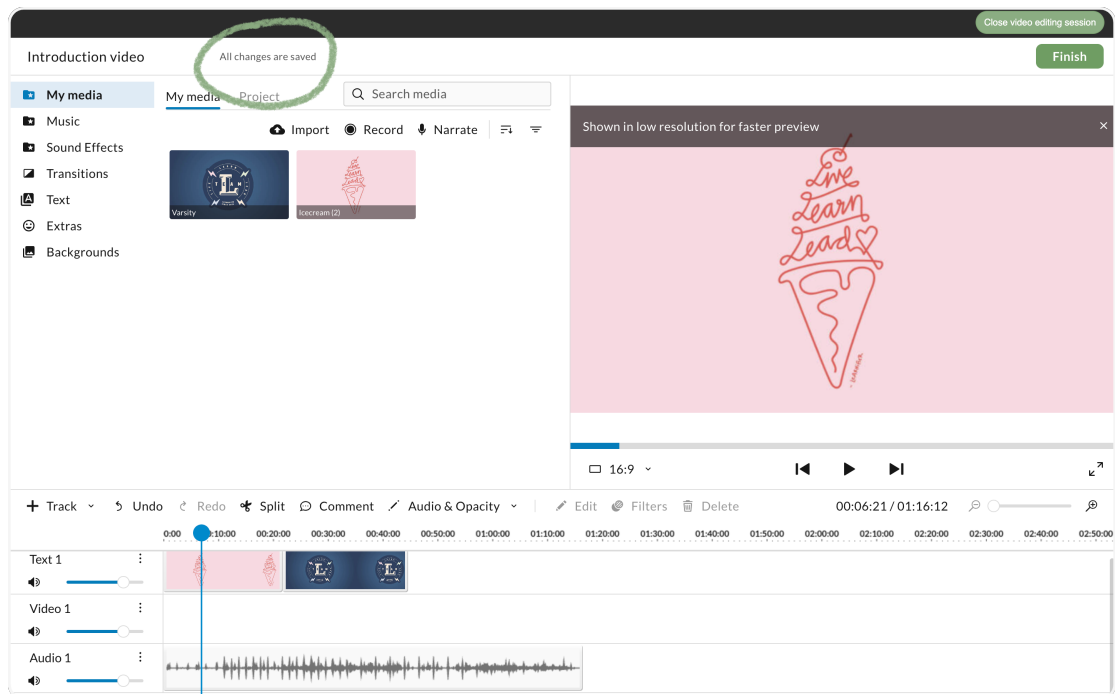 Close video editing session
Introduction video
All changes are saved
Finish
My media
Music
Sound Effects
Transitions
Text
Extras
Backgrounds
My media Project
Search media
Import Record Narrate
Varsity
Icecream (2)
Shown in low resolution for faster preview
Live
Learn
Lead
16:9
Track Undo Redo Split Comment Audio & Opacity Edit Filters Delete 00:06:21 / 01:16:12
0:00 0:10:00 00:20:00 00:30:00 00:40:00 00:50:00 01:00:00 01:10:00 01:20:00 01:30:00 01:40:00 01:50:00 02:00:00 02:10:00 02:20:00 02:30:00 02:40:00 02:50:00
Text 1
L
L
Video 1
Audio 1